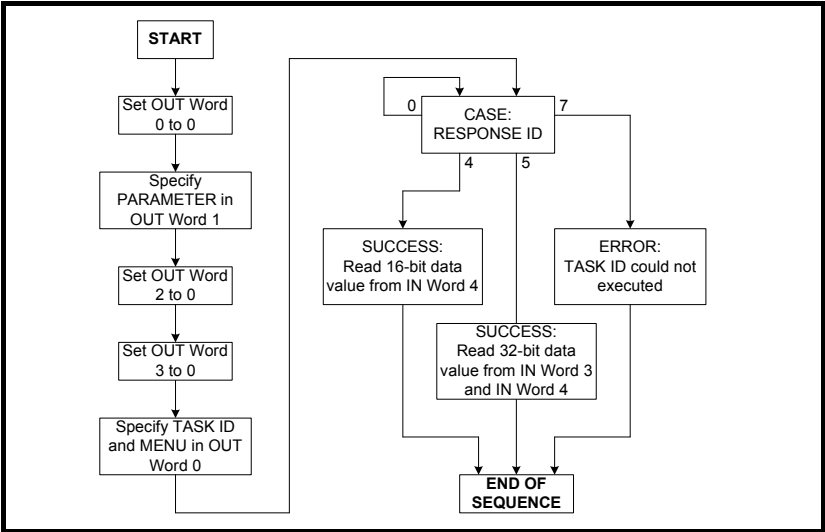 START
Set OUT Word
0 to 0
Specify
PARAMETER in
OUT Word 1
Set OUT Word
2 to 0
Set OUT Word
3 to 0
Specify TASK ID
and MENU in OUT
Word 0
CASE:
RESPONSE ID
0
7
4
5
SUCCESS:
Read 16-bit data
value from IN Word 4
SUCCESS:
Read 32-bit data
value from IN Word 3
and IN Word 4
ERROR:
TASK ID could not
executed
END OF
SEQUENCE